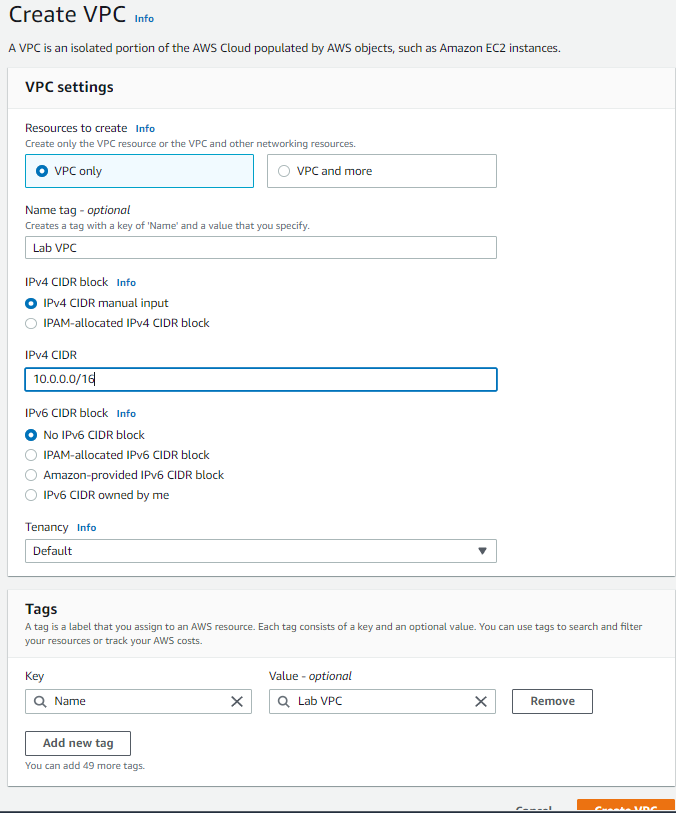 Create VPC Info
A VPC is an isolated portion of the AWS Cloud populated by AWS objects, such as Amazon EC2 instances.
VPC settings
Resources to create Info
Create only the VPC resource or the VPC and other networking resources.
VPC only
VPC and more
Name tag - optional
Creates a tag with a key of 'Name' and a value that you specify.
Lab VPC
IPv4 CIDR block Info
IPv4 CIDR manual input
IPAM-allocated IPv4 CIDR block
IPv4 CIDR
10.0.0.0/16
IPv6 CIDR block Info
No IPv6 CIDR block
IPAM-allocated IPv6 CIDR block
Amazon-provided IPv6 CIDR block
IPv6 CIDR owned by me
Tenancy Info
Default
Tags
A tag is a label that you assign to an AWS resource. Each tag consists of a key and an optional value. You can use tags to search and filter
your resources or track your AWS costs.
Key
Value - optional
Name
Lab VPC
Remove
Add new tag
You can add 49 more tags.
Cancel
Create VPC